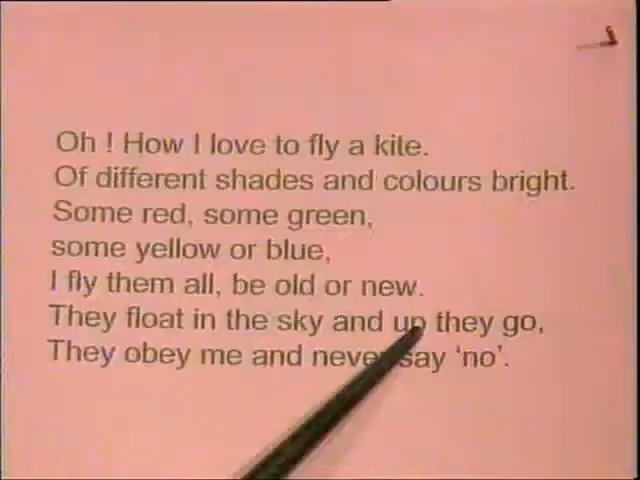 Oh ! How I love to fly a kite.
Of different shades and colours bright.
Some red, some green,
some yellow or blue,
I fly them all, be old or new.
They float in the sky and up they go,
They obey me and never say ‘no’.